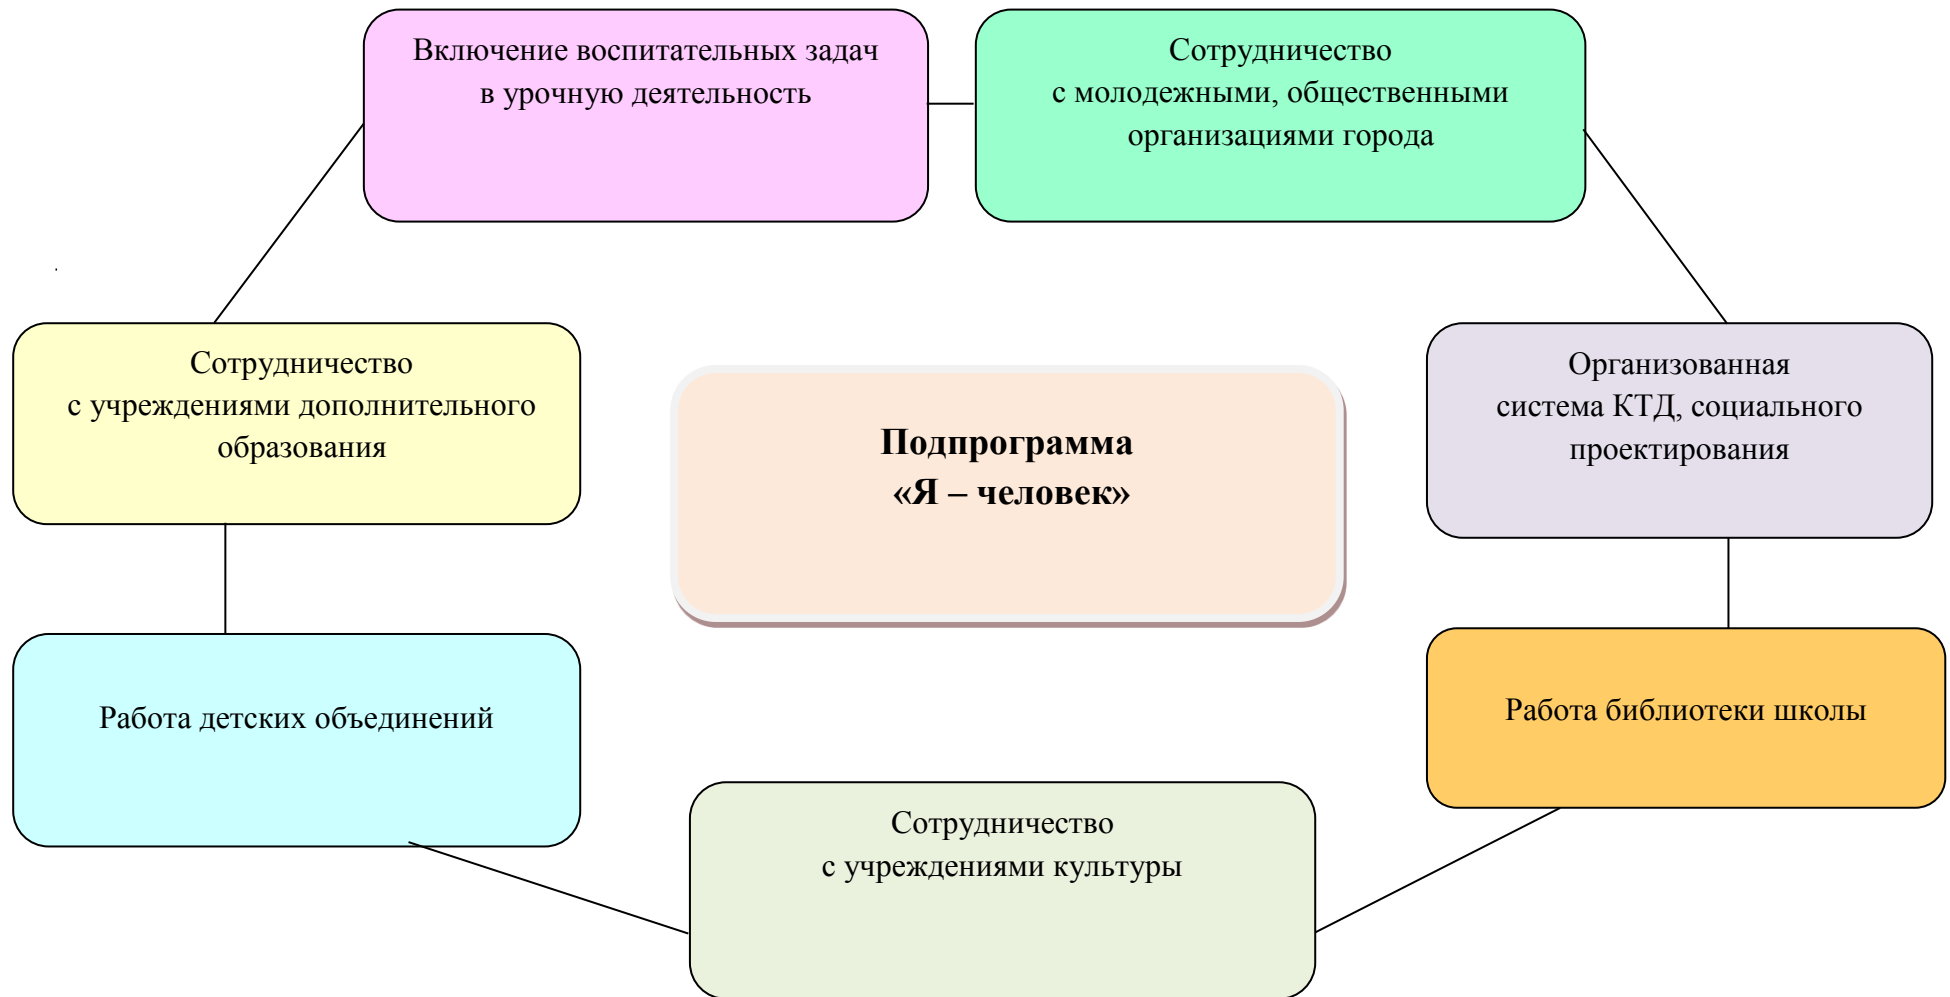 Включение воспитательных задач
в урочную деятельность
Сотрудничество
с молодежными, общественными
организациями города
Сотрудничество
с учреждениями дополнительного
образования
Подпрограмма
«Я – человек»
Организованная
система КТД, социального
проектирования
Работа детских объединений
Работа библиотеки школы
Сотрудничество
с учреждениями культуры